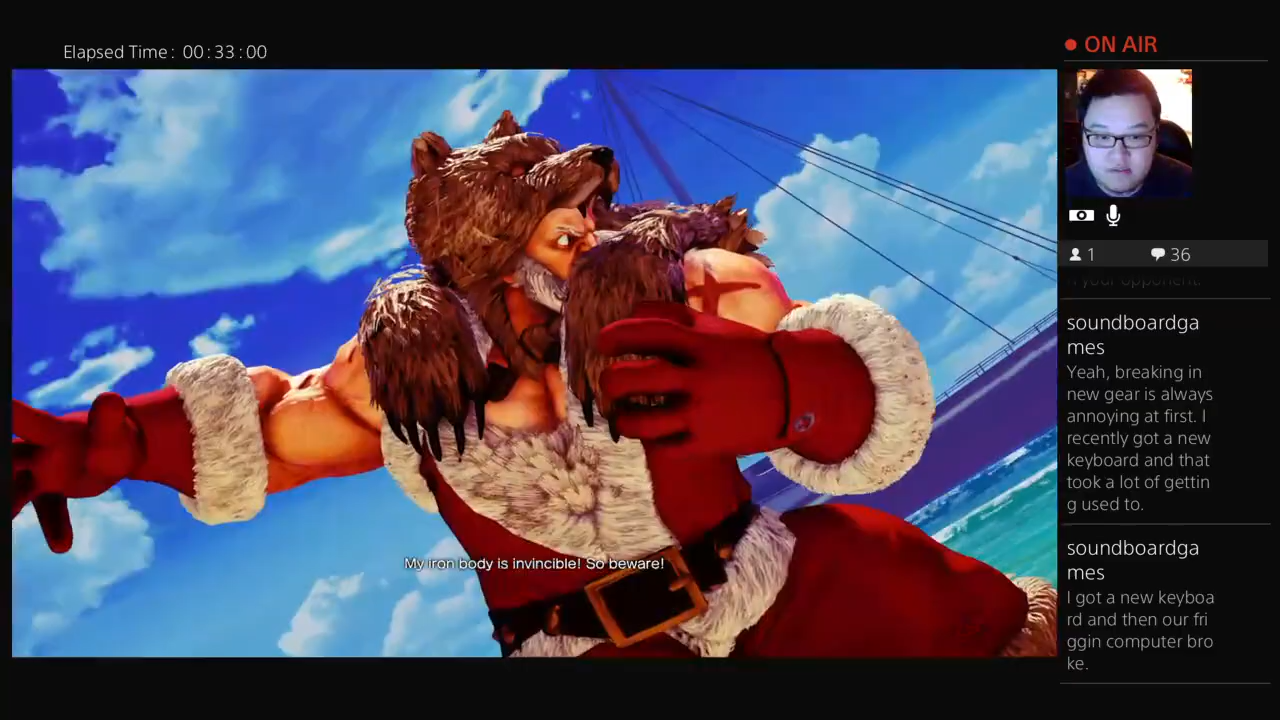 Elapsed Time: 00:33:00
ON AIR
1
36
n your opponent.
soundboardga
mes
Yeah, breaking in
new gear is always
annoying at first. I
recently got a new
keyboard and that
took a lot of gettin
g used to.
soundboardga
mes
I got a new keyboa
rd and then our fri
ggin computer bro
ke.
My iron body is invincible! So beware!